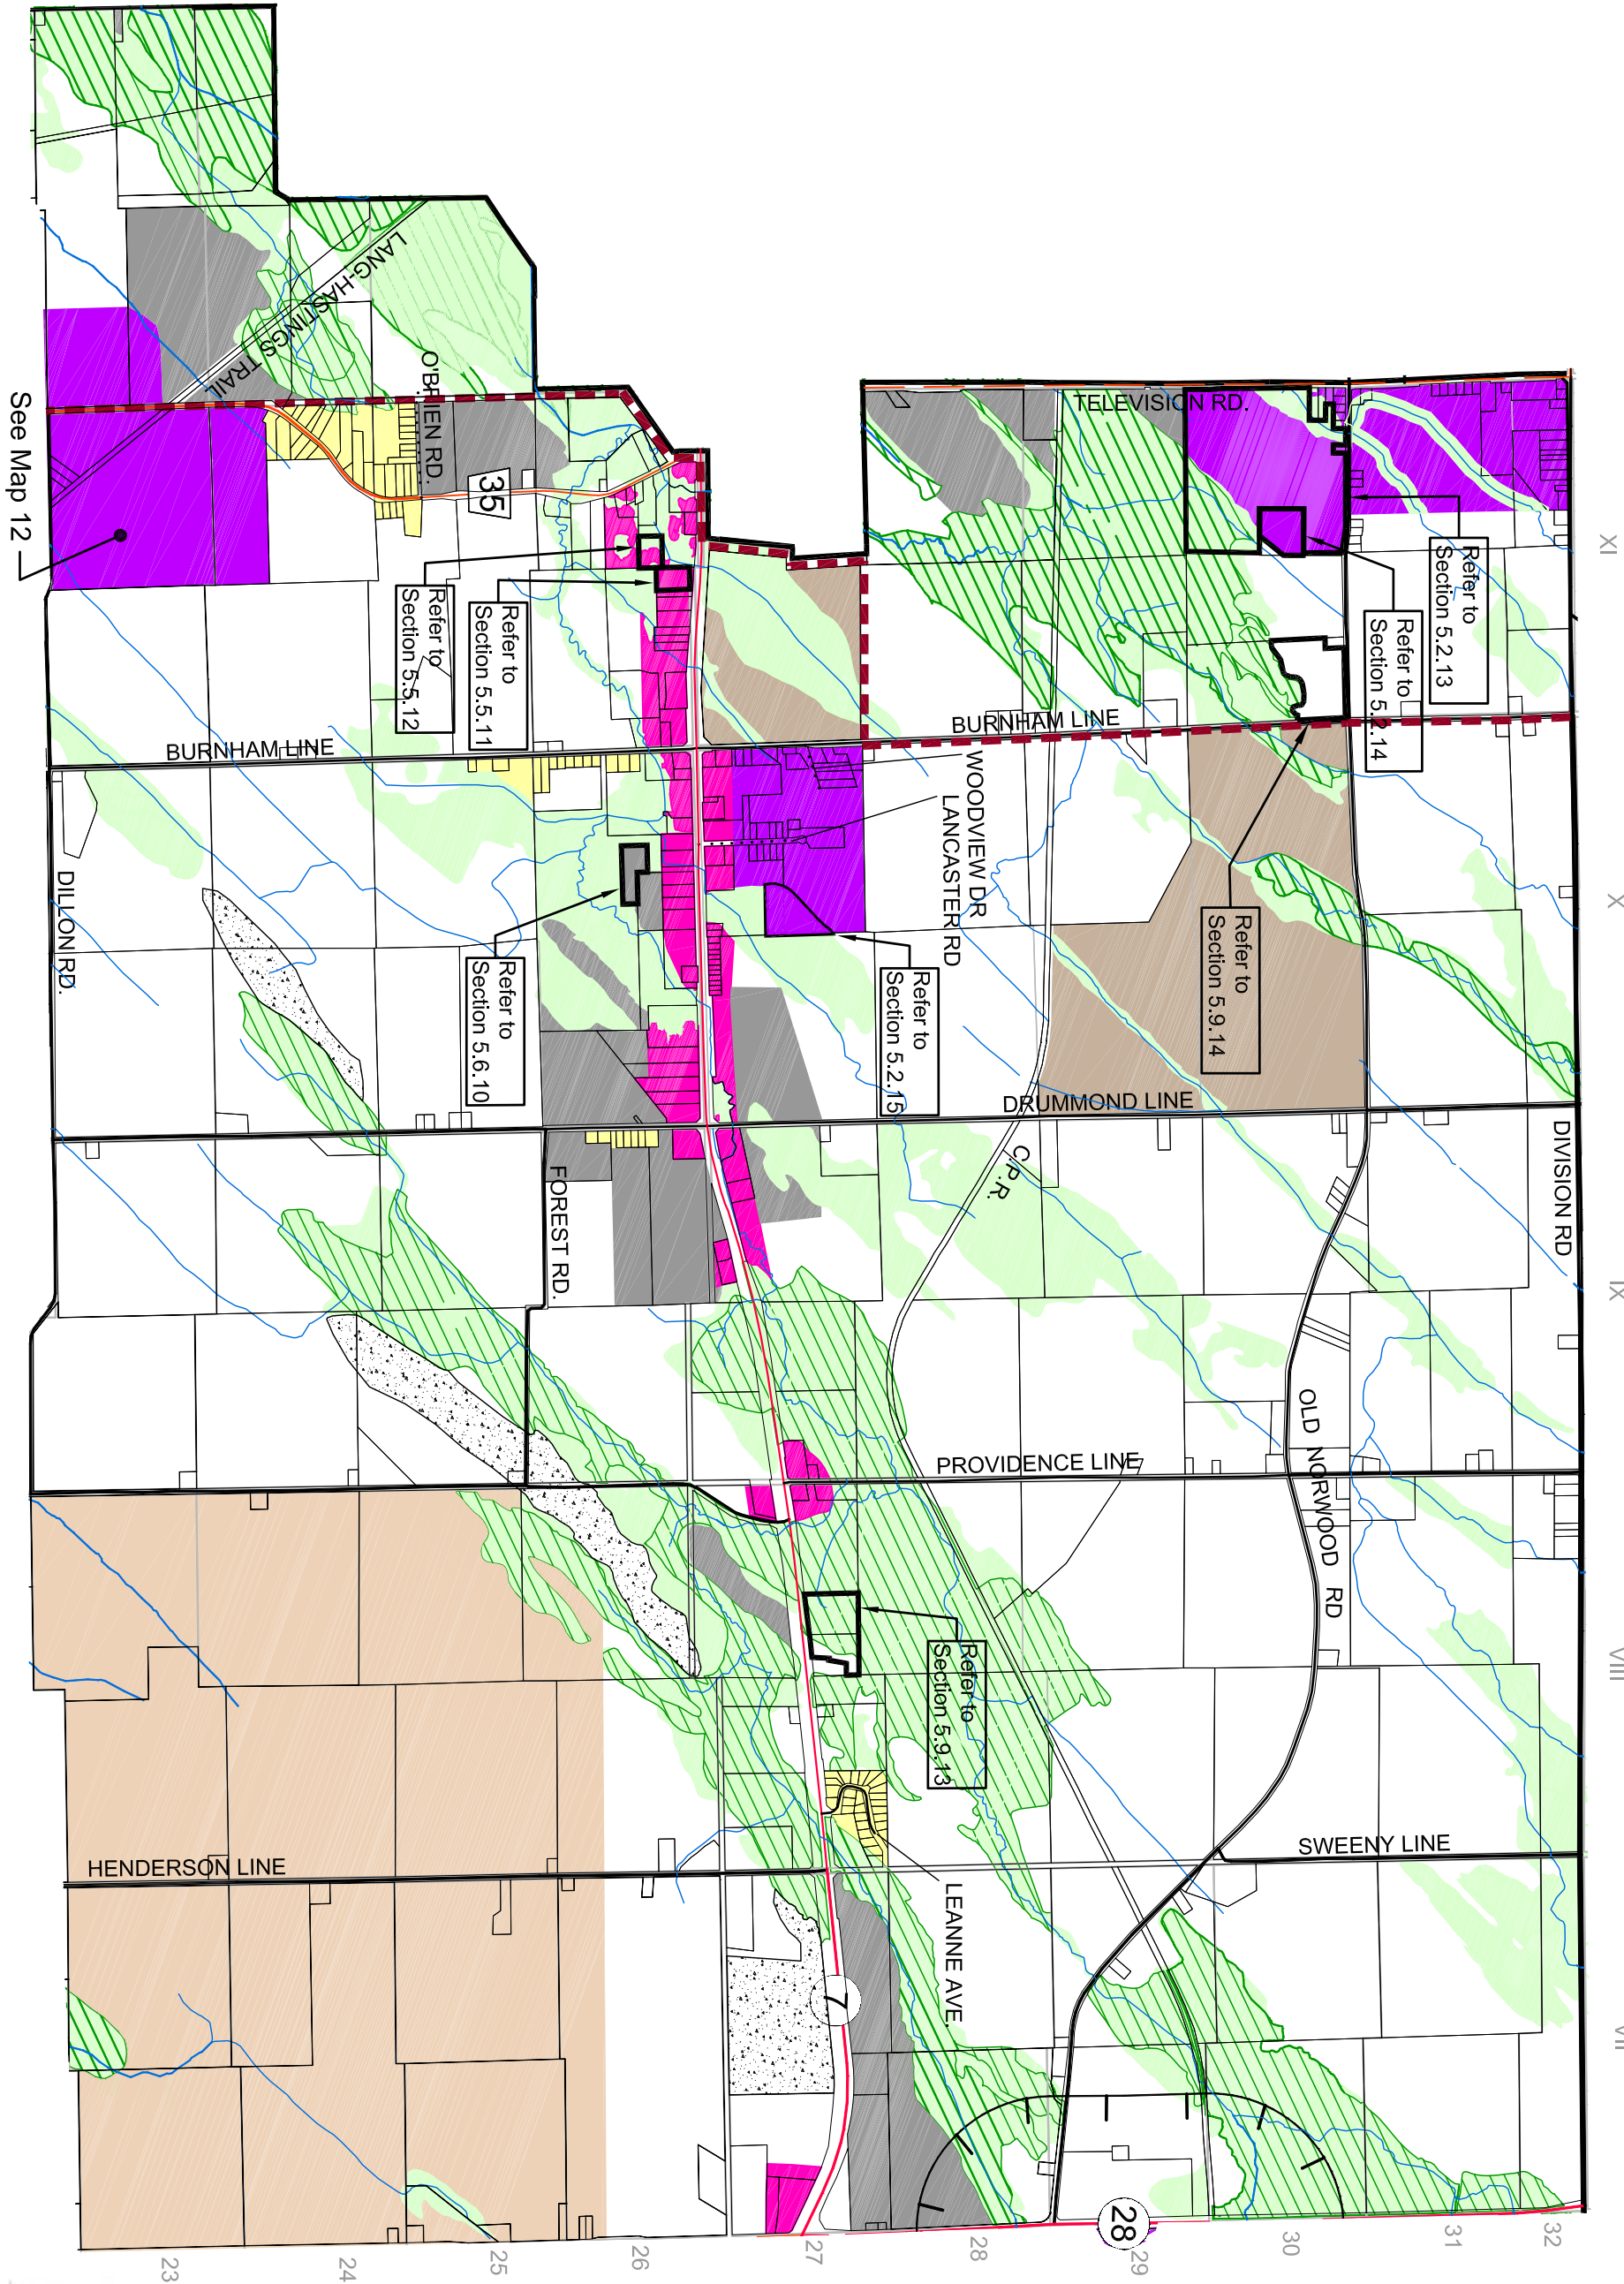 XI
X
IX
VIII
VII
TELEVISION RD.
Refer to
Section 5.2.13
Refer to
Section 5.2.14
LANG-HASTINGS TRAIL
O'BRIEN RD.
35
See Map 12
Refer to
Section 5.5.12
Refer to
Section 5.5.11
BURNHAM LINE
BURNHAM LINE
WOODVIEW DR
LANCASTER RD
DILLON RD.
Refer to
Section 5.6.10
Refer to
Section 5.2.15
Refer to
Section 5.9.14
DRUMMOND LINE
C.P.R.
DIVISION RD
FOREST RD.
OLD NORWOOD RD
PROVIDENCE LINE
Refer to
Section 5.9.13
SWEENY LINE
HENDERSON LINE
LEANNE AVE.
7
28
23
24
25
26
27
28
29
30
31
32